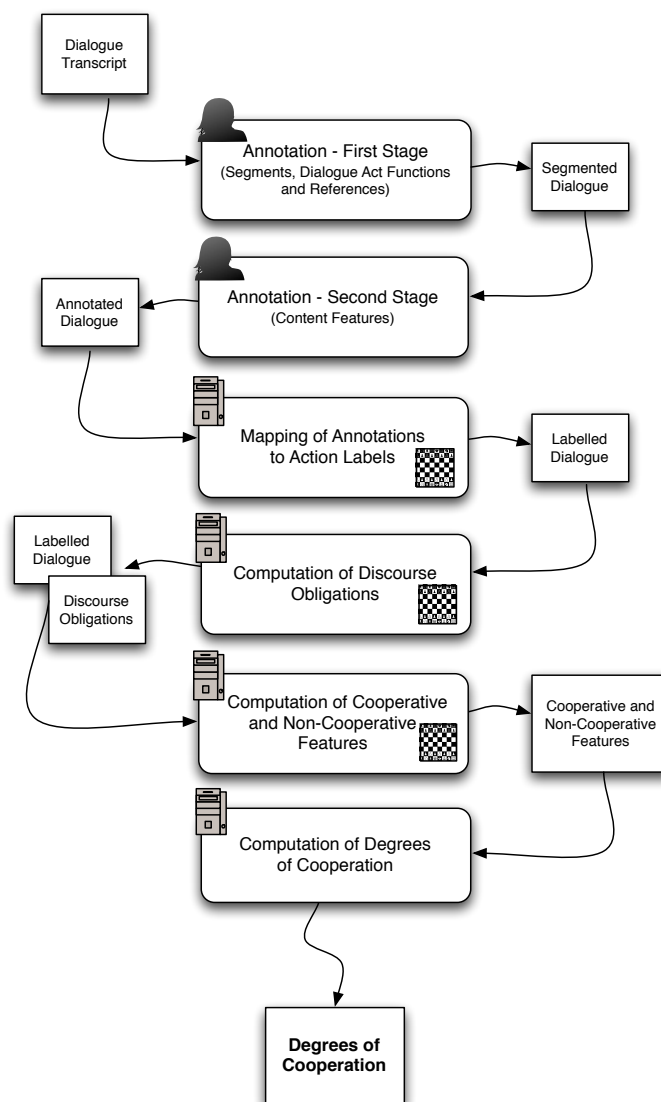 Dialogue
Transcript
Annotation - First Stage
(Segments, Dialogue Act Functions
and References)
Segmented
Dialogue
Annotation - Second Stage
(Content Features)
Annotated
Dialogue
Mapping of Annotations
to Action Labels
Labelled
Dialogue
Computation of Discourse
Obligations
Labelled
Dialogue
Discourse
Obligations
Computation of Cooperative
and Non-Cooperative
Features
Cooperative and
Non-Cooperative
Features
Computation of Degrees
of Cooperation
Degrees of
Cooperation